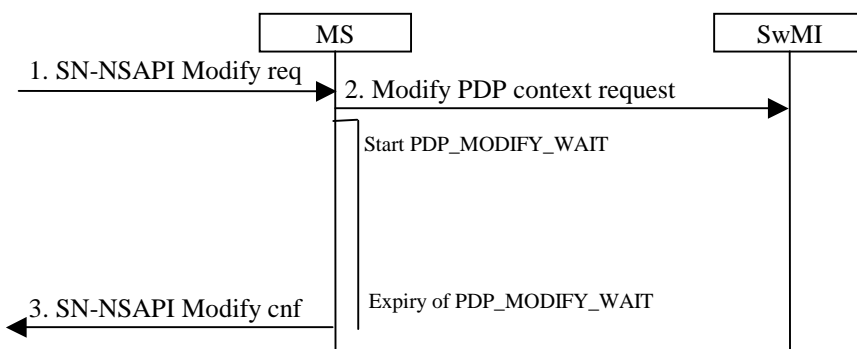 MS
SwMI
1. SN-NSAPI Modify req
2. Modify PDP context request
Start PDP_MODIFY_WAIT
Expiry of PDP_MODIFY_WAIT
3. SN-NSAPI Modify cnf